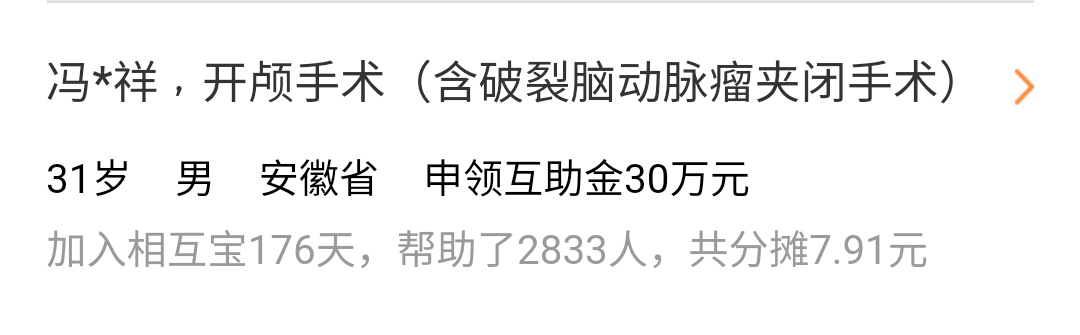 冯*祥，开颅手术（含破裂脑动脉瘤夹闭手术）
31岁 男 安徽省 申领互助金30万元
加入相互宝176天，帮助了2833人，共分摊7.91元